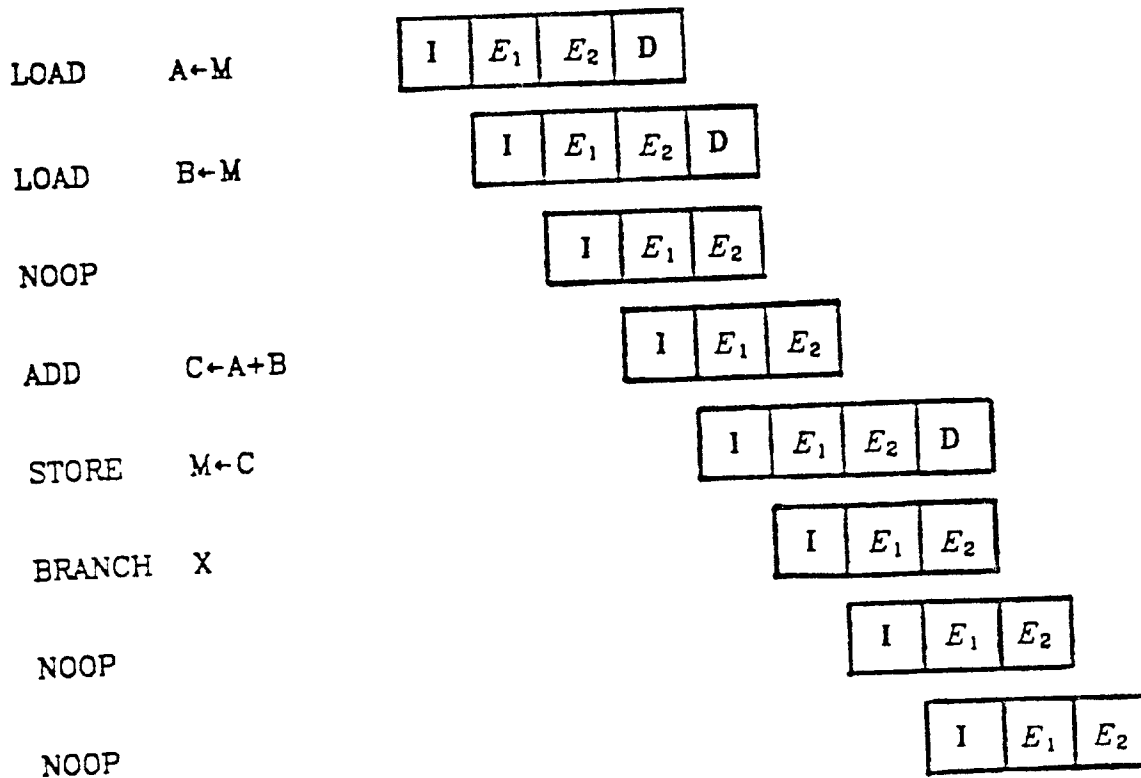 LOAD A←M I E₁ E₂ D
LOAD B←M I E₁ E₂ D
NOOP I E₁ E₂
ADD C←A+B I E₁ E₂
STORE M←C I E₁ E₂ D
BRANCH X I E₁ E₂
NOOP I E₁ E₂
NOOP I E₁ E₂